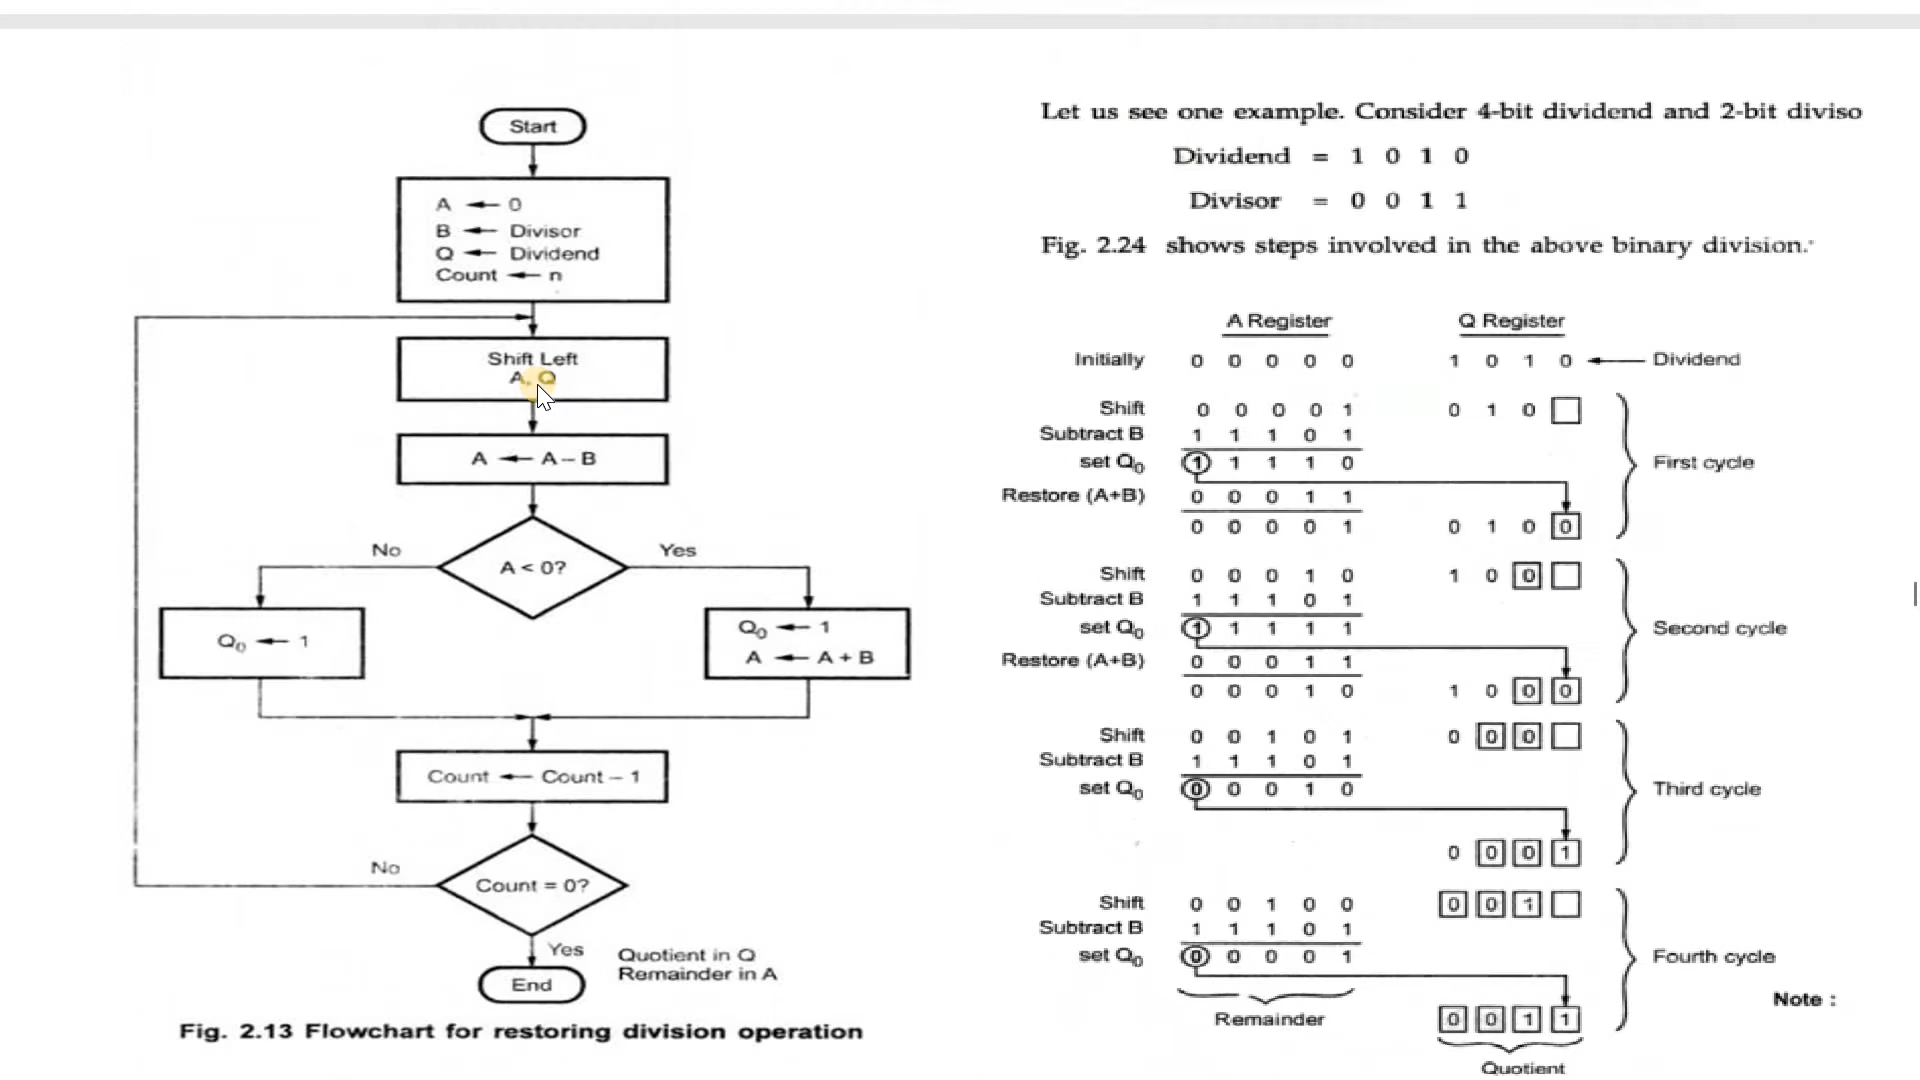 Start
A ← 0
B ← Divisor
Q ← Dividend
Count ← n
Shift Left
A, Q
A ← A – B
A < 0?
No
Yes
Q₀ ← 1
Q₀ ← 1
A ← A + B
Count ← Count – 1
Count = 0?
No
Yes
Quotient in Q
Remainder in A
End
Fig. 2.13 Flowchart for restoring division operation
Let us see one example. Consider 4-bit dividend and 2-bit diviso
Dividend = 1 0 1 0
Divisor = 0 0 1 1
Fig. 2.24 shows steps involved in the above binary division.
A Register Q Register
Initially 0 0 0 0 0 1 0 1 0 ← Dividend
Shift 0 0 0 0 1 0 1 0
Subtract B 1 1 1 0 1
set Q₀ 1 1 1 1 0 First cycle
Restore (A+B) 0 0 0 1 1
0 0 0 0 1 0 1 0 0
Shift 0 0 0 1 0 1 0 0
Subtract B 1 1 1 0 1
set Q₀ 1 1 1 1 1 Second cycle
Restore (A+B) 0 0 0 1 1
0 0 0 1 0 1 0 0 0
Shift 0 0 1 0 1 0 0 0
Subtract B 1 1 1 0 1
set Q₀ 0 0 0 1 0 Third cycle
0 0 0 1
Shift 0 0 1 0 0 0 0 1
Subtract B 1 1 1 0 1
set Q₀ 0 0 0 0 1 Fourth cycle
Note :
Remainder 0 0 1 1
Quotient